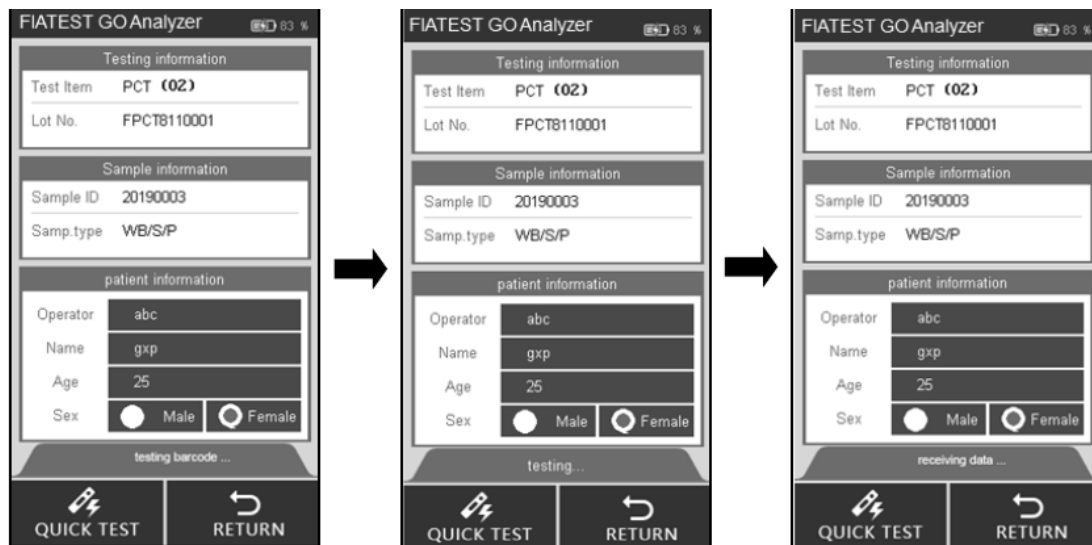 FIATEST GO Analyzer 83 %
Testing information
Test Item PCT (02)
Lot No. FPCT8110001
Sample information
Sample ID 20190003
Samp.type WB/S/P
patient information
Operator abc
Name gxp
Age 25
Sex Male Female
testing barcode ...
QUICK TEST RETURN
FIATEST GO Analyzer 83 %
Testing information
Test Item PCT (02)
Lot No. FPCT8110001
Sample information
Sample ID 20190003
Samp.type WB/S/P
patient information
Operator abc
Name gxp
Age 25
Sex Male Female
testing...
QUICK TEST RETURN
FIATEST GO Analyzer 83 %
Testing information
Test Item PCT (02)
Lot No. FPCT8110001
Sample information
Sample ID 20190003
Samp.type WB/S/P
patient information
Operator abc
Name gxp
Age 25
Sex Male Female
receiving data ...
QUICK TEST RETURN